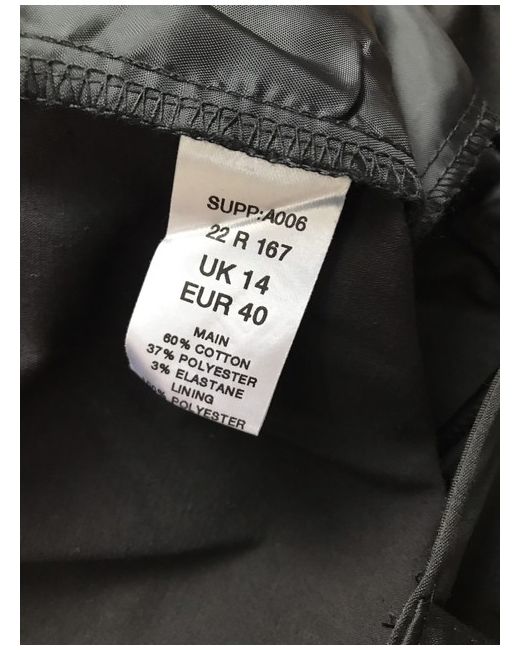 SUPP:A006
22 R 167
UK 14
EUR 40
MAIN
60% COTTON
37% POLYESTER
3% ELASTANE
LINING
POLYESTER